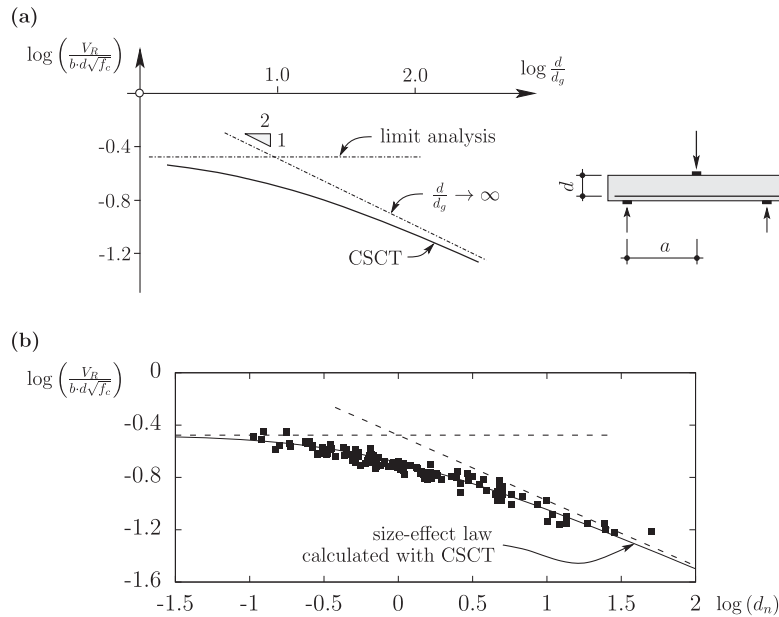 (a)
log (V_R / b·d√f_c)
1.0
2.0
log d/d_g
-0.4
-0.8
-1.2
2
1
limit analysis
d/d_g → ∞
CSCT
d
a
(b)
log (V_R / b·d√f_c)
0
-0.4
-0.8
-1.2
-1.6
size-effect law
calculated with CSCT
-1.5
-1
-0.5
0
0.5
1
1.5
2
log (d_n)